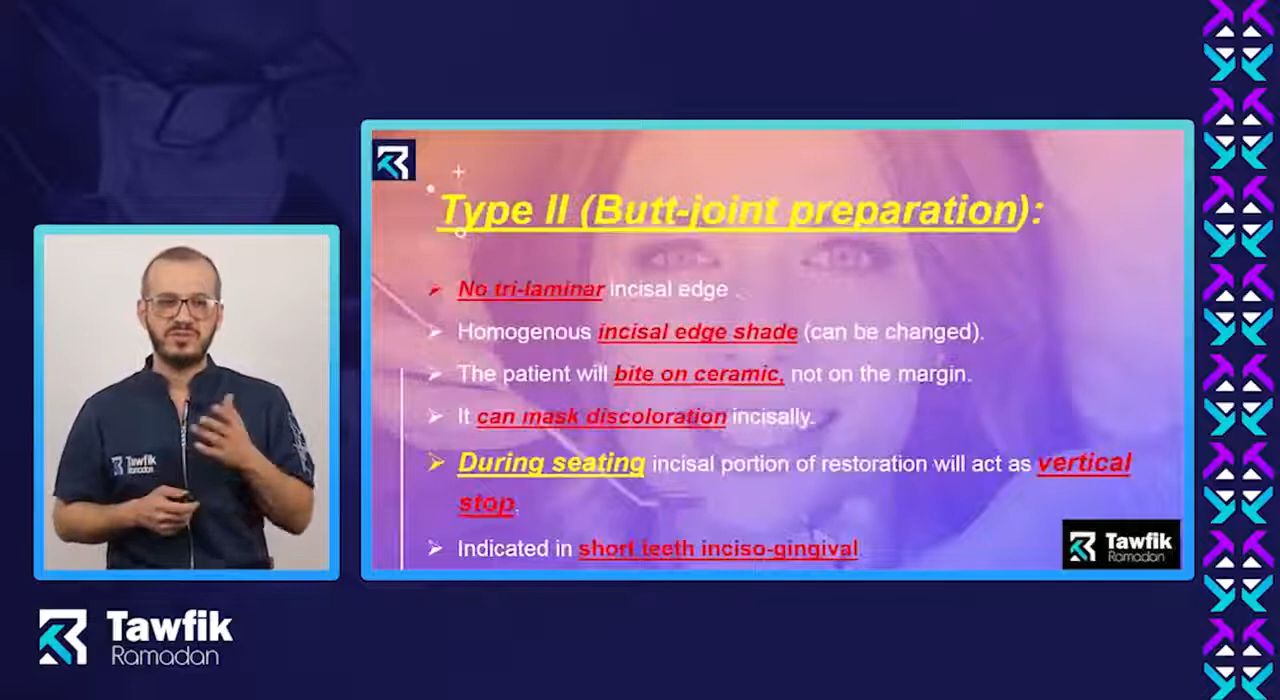 Type II (Butt-joint preparation):
➢ No tri-laminar incisal edge .
➢ Homogenous incisal edge shade (can be changed).
➢ The patient will bite on ceramic, not on the margin.
➢ It can mask discoloration incisally.
➢ During seating incisal portion of restoration will act as vertical
stop.
➢ Indicated in short teeth inciso-gingival
Tawfik
Ramadan
Tawfik
Ramadan
Tawfik
Ramadan